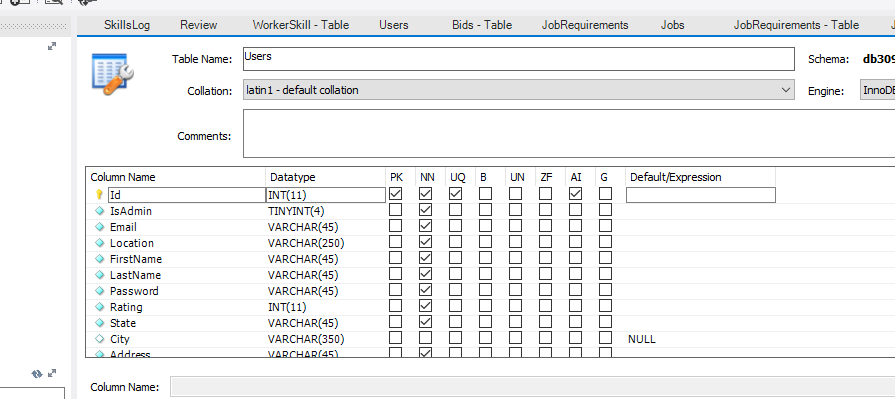 SkillsLog Review WorkerSkill - Table Users Bids - Table JobRequirements Jobs JobRequirements - Table
Table Name: Users Schema: db309
Collation: latin1 - default collation Engine: InnoDB
Comments:
Column Name Datatype PK NN UQ B UN ZF AI G Default/Expression
Id INT(11)
IsAdmin TINYINT(4)
Email VARCHAR(45)
Location VARCHAR(250)
FirstName VARCHAR(45)
LastName VARCHAR(45)
Password VARCHAR(45)
Rating INT(11)
State VARCHAR(45)
City VARCHAR(350) NULL
Address VARCHAR(45)
Column Name: